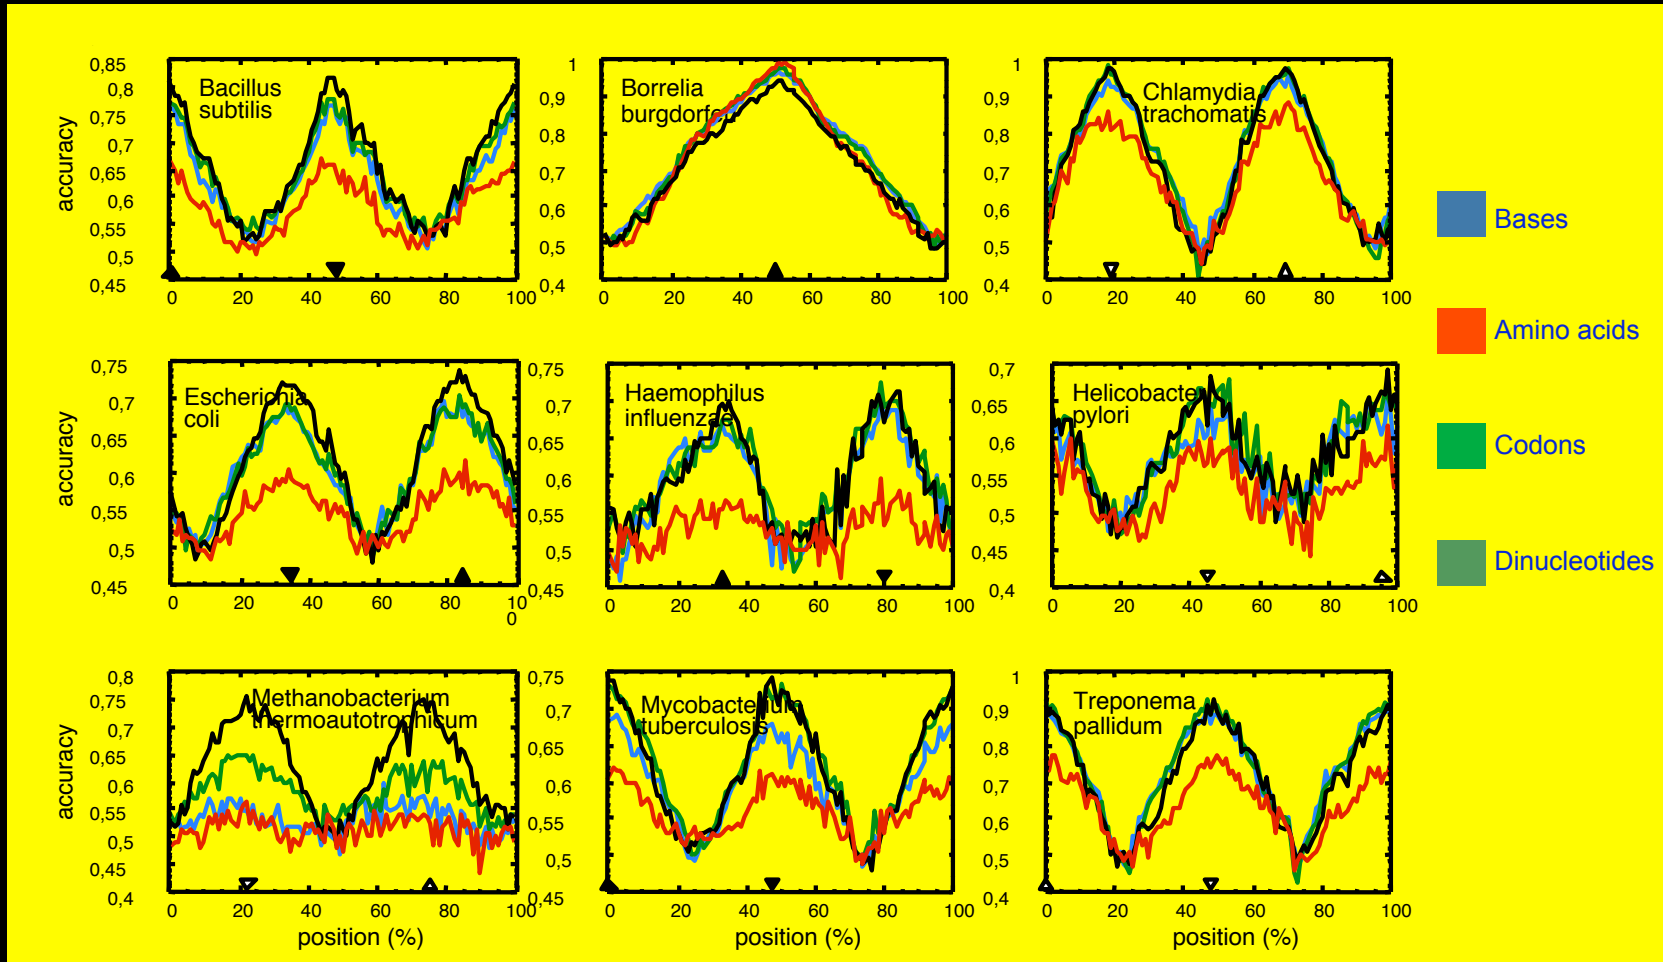 0,85
0,8
0,75
0,7
0,65
0,6
0,55
0,5
0,45
accuracy
Bacillus
subtilis
0 20 40 60 80 100
1
0,9
0,8
0,7
0,6
0,5
0,4
Borrelia
burgdorfe
0 20 40 60 80 100
1
0,9
0,8
0,7
0,6
0,5
0,4
Chlamydia
trachomatis
0 20 40 60 80 100
0,75
0,7
0,65
0,6
0,55
0,5
0,45
accuracy
Escherichia
coli
0 20 40 60 80 10
0
0,75
0,7
0,65
0,6
0,55
0,5
0,45
Haemophilus
influenzae
0 20 40 60 80 100
0,7
0,65
0,6
0,55
0,5
0,45
0,4
Helicobacte
pylori
0 20 40 60 80 100
0,8
0,75
0,7
0,65
0,6
0,55
0,5
0,45
0,4
accuracy
Methanobacterium
thermoautotrophicum
0 20 40 60 80 100
position (%)
0,75
0,7
0,65
0,6
0,55
0,5
0,45
Mycobacterium
tuberculosis
0 20 40 60 80 100
position (%)
1
0,9
0,8
0,7
0,6
0,5
0,4
Treponema
pallidum
0 20 40 60 80 100
position (%)
Bases
Amino acids
Codons
Dinucleotides